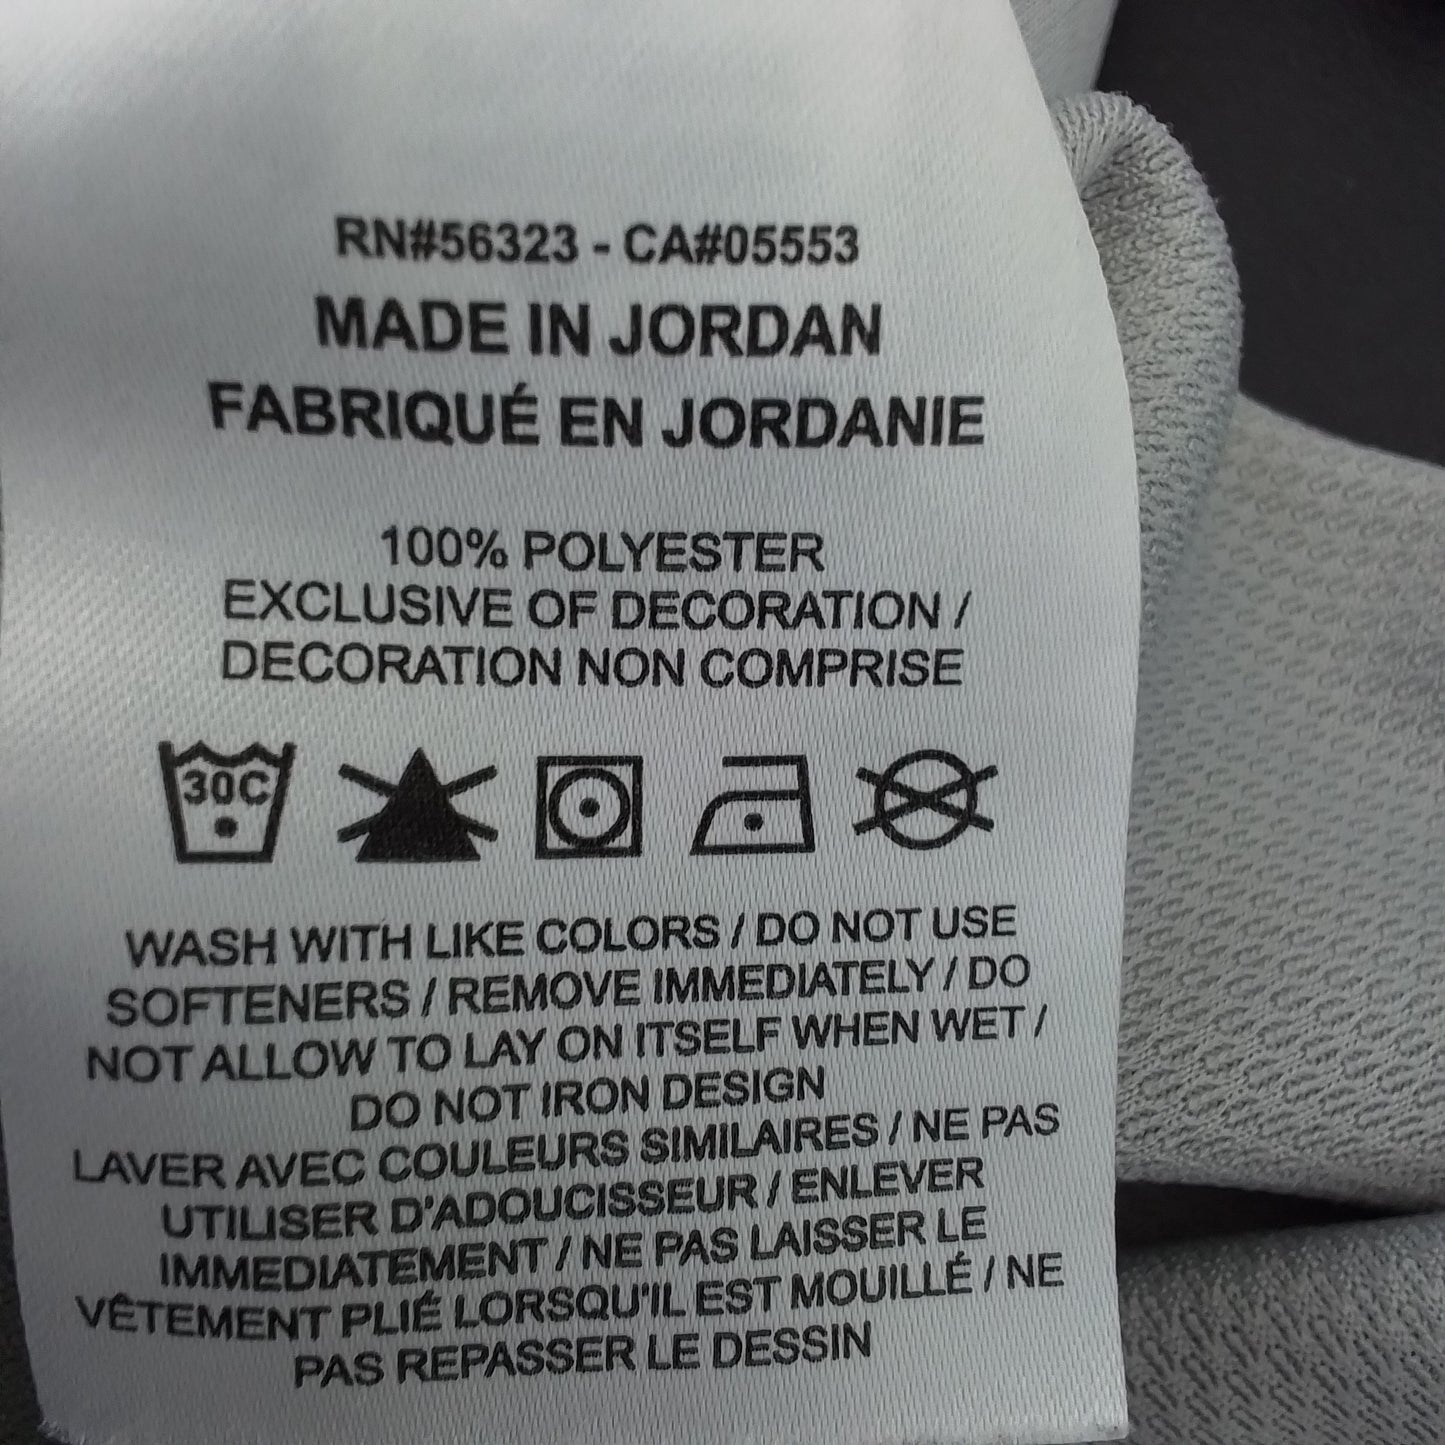 RN#56323 - CA#05553
MADE IN JORDAN
FABRIQUÉ EN JORDANIE
100% POLYESTER
EXCLUSIVE OF DECORATION /
DECORATION NON COMPRISE
30C
WASH WITH LIKE COLORS / DO NOT USE
SOFTENERS / REMOVE IMMEDIATELY / DO
NOT ALLOW TO LAY ON ITSELF WHEN WET /
DO NOT IRON DESIGN
LAVER AVEC COULEURS SIMILAIRES / NE PAS
UTILISER D'ADOUCISSEUR / ENLEVER
IMMEDIATEMENT / NE PAS LAISSER LE
VÊTEMENT PLIÉ LORSQU'IL EST MOUILLÉ / NE
PAS REPASSER LE DESSIN